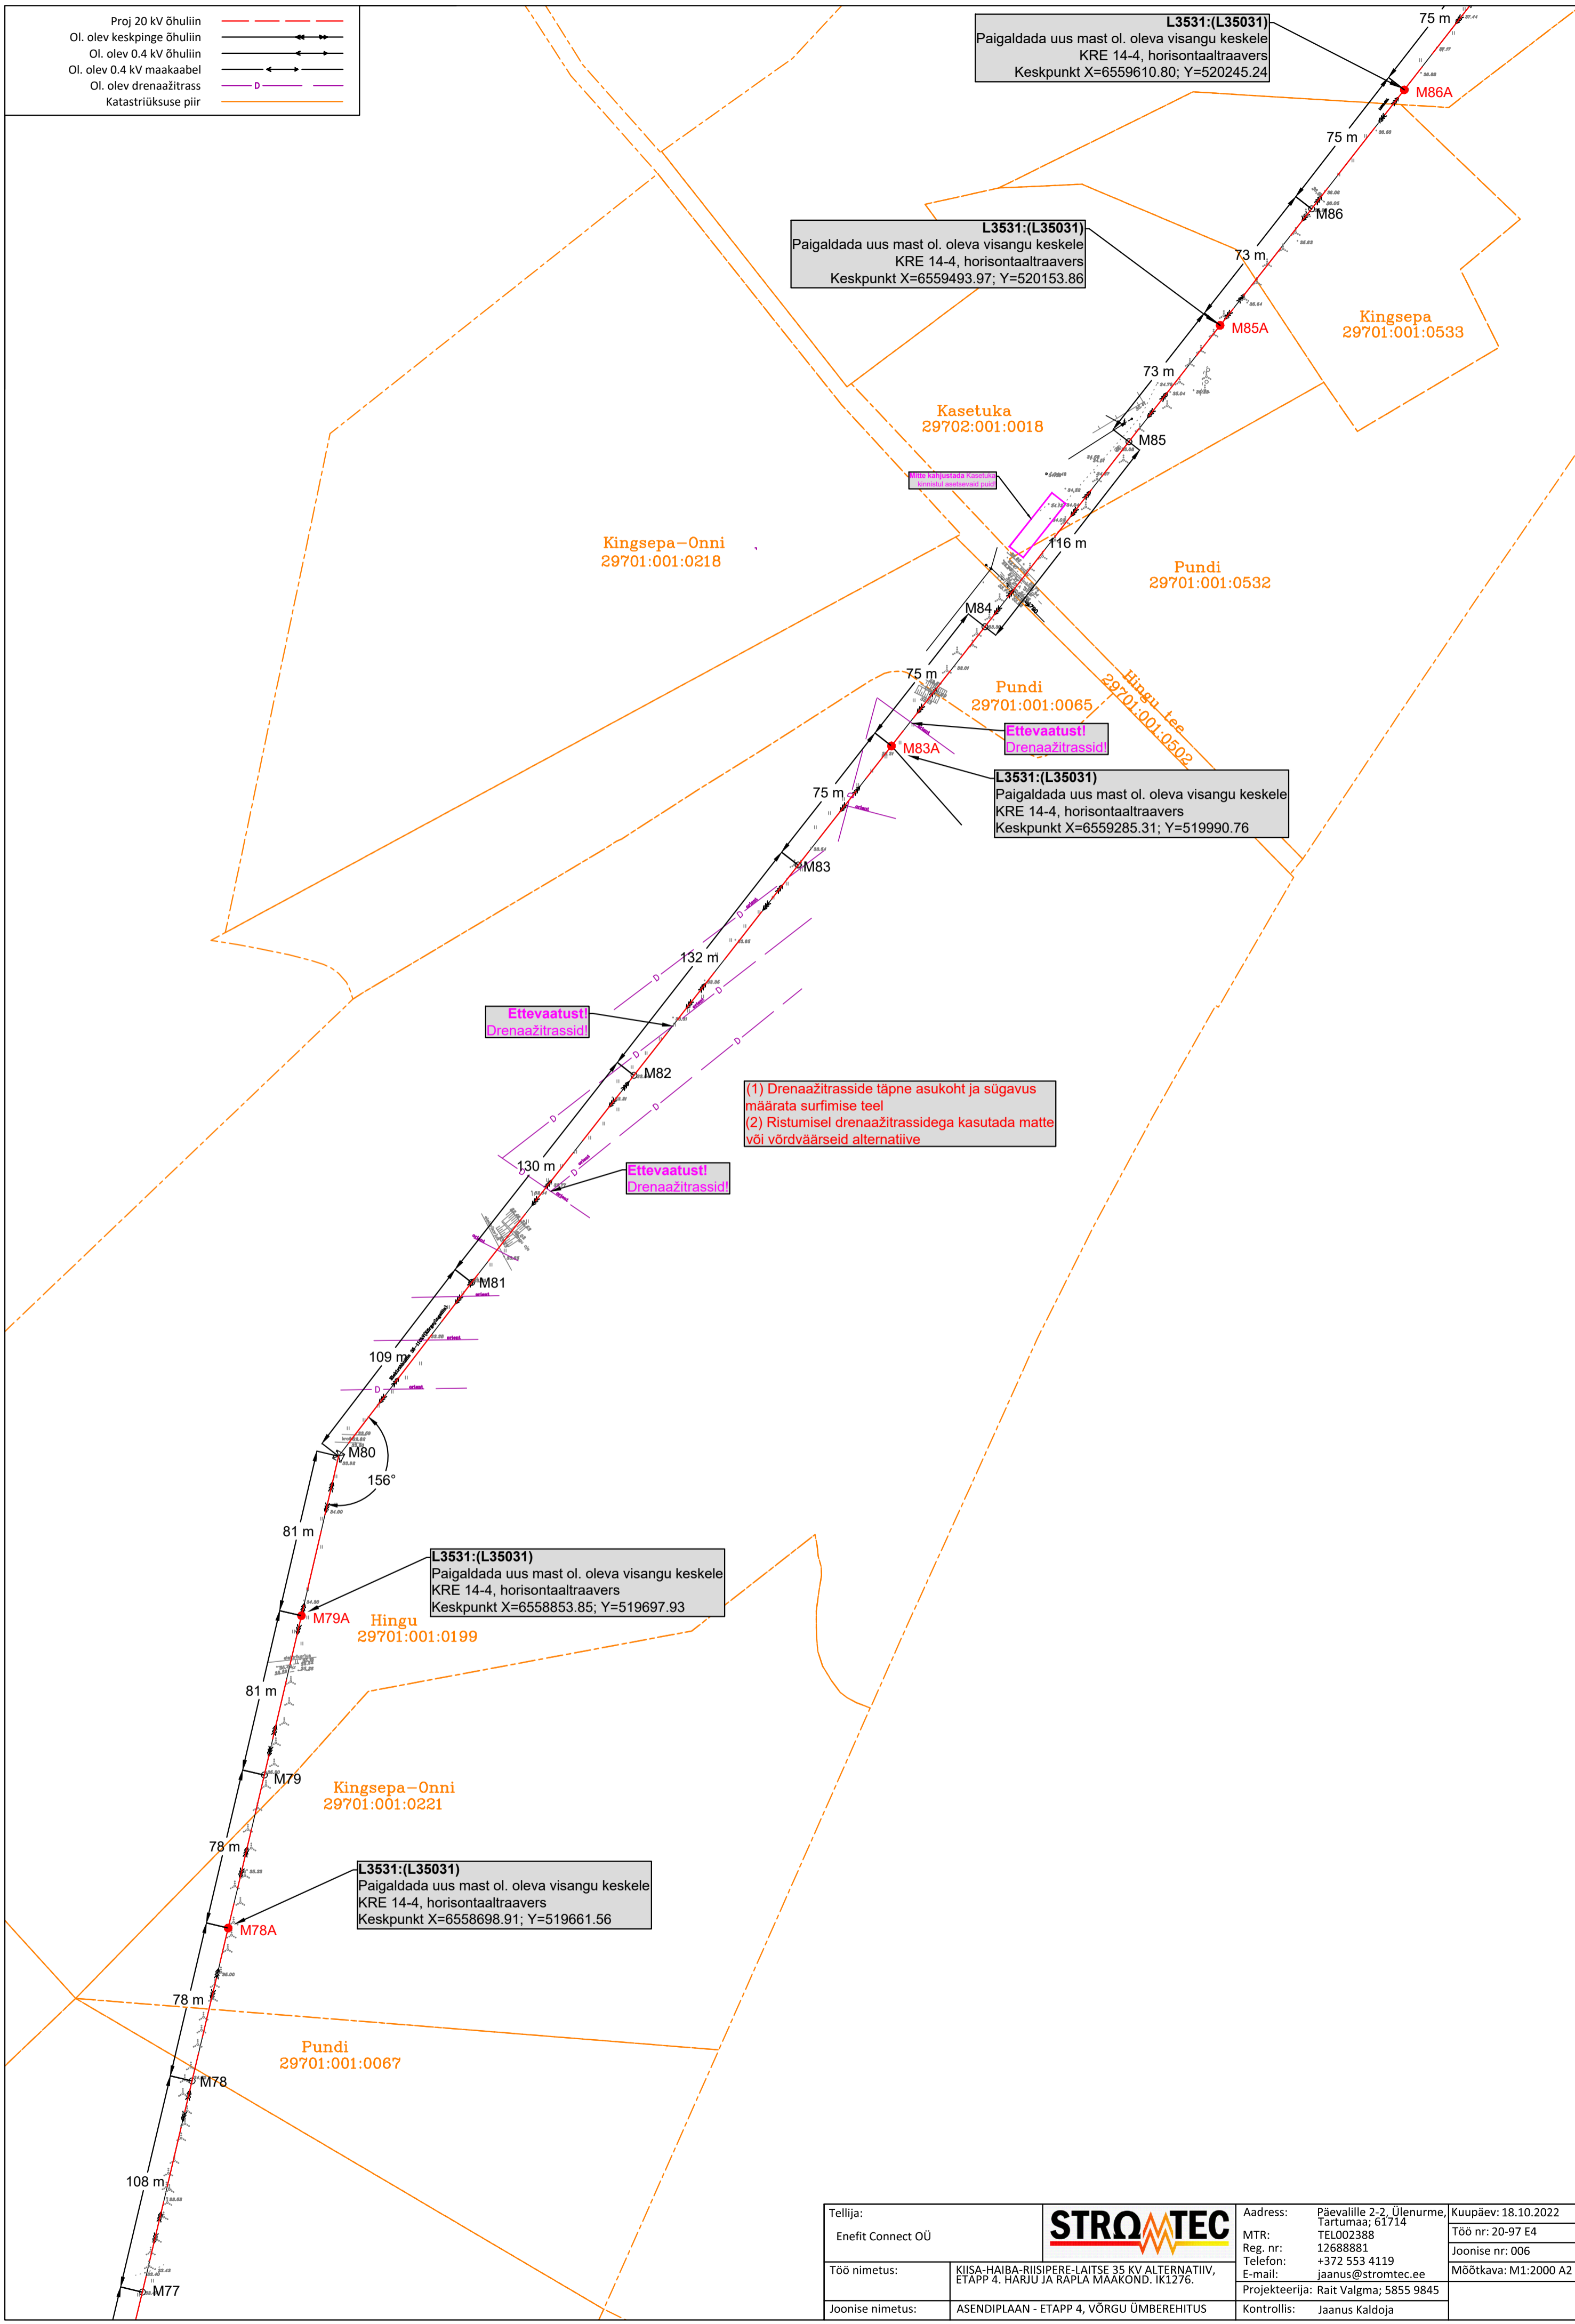 Proj 20 kV õhuliin
Ol. olev keskpinge õhuliin
Ol. olev 0.4 kV õhuliin
Ol. olev 0.4 kV maakaabel
Ol. olev drenaažitrass
D
Katastriüksuse piir
75 m
L3531:(L35031)
Paigaldada uus mast ol. oleva visangu keskele
KRE 14-4, horisontaaltraavers
Keskpunkt X=6559610.80; Y=520245.24
M86A
75 m
M86
L3531:(L35031)
Paigaldada uus mast ol. oleva visangu keskele
KRE 14-4, horisontaaltraavers
Keskpunkt X=6559493.97; Y=520153.86
73 m
M85A
Kingsepa
29701:001:0533
73 m
Kasetuka
29702:001:0018
M85
Mitte kahjustada Kasetuka
kinnistul asetsevaid puid!
116 m
Kingsepa-Onni
29701:001:0218
Pundi
29701:001:0532
M84
75 m
Pundi
29701:001:0065
Hingu tee
29701:001:0502
Ettevaatust!
Drenaažitrassid!
M83A
L3531:(L35031)
Paigaldada uus mast ol. oleva visangu keskele
KRE 14-4, horisontaaltraavers
Keskpunkt X=6559285.31; Y=519990.76
75 m
M83
132 m
Ettevaatust!
Drenaažitrassid!
M82
(1) Drenaažitrasside täpne asukoht ja sügavus
määrata surfimise teel
(2) Ristumisel drenaažitrassidega kasutada matte
või võrdväärseid alternatiive
130 m
Ettevaatust!
Drenaažitrassid!
M81
109 m
M80
156°
81 m
L3531:(L35031)
Paigaldada uus mast ol. oleva visangu keskele
KRE 14-4, horisontaaltraavers
Keskpunkt X=6558853.85; Y=519697.93
M79A
Hingu
29701:001:0199
81 m
M79
Kingsepa-Onni
29701:001:0221
78 m
L3531:(L35031)
Paigaldada uus mast ol. oleva visangu keskele
KRE 14-4, horisontaaltraavers
Keskpunkt X=6558698.91; Y=519661.56
M78A
78 m
Pundi
29701:001:0067
M78
108 m
M77
Tellija:
Enefit Connect OÜ
STROMTEC
Aadress: Päevalille 2-2, Ülenurme,
Tartumaa; 61714
MTR: TEL002388
Reg. nr: 12688881
Telefon: +372 553 4119
E-mail: jaanus@stromtec.ee
Kuupäev: 18.10.2022
Töö nr: 20-97 E4
Joonise nr: 006
Mõõtkava: M1:2000 A2
Töö nimetus: KIISA-HAIBA-RIISIPERE-LAITSE 35 KV ALTERNATIIV,
ETAPP 4. HARJU JA RAPLA MAAKOND. IK1276.
Projekteerija: Rait Valgma; 5855 9845
Joonise nimetus: ASENDIPLAAN - ETAPP 4, VÕRGU ÜMBEREHITUS
Kontrollis: Jaanus Kaldoja